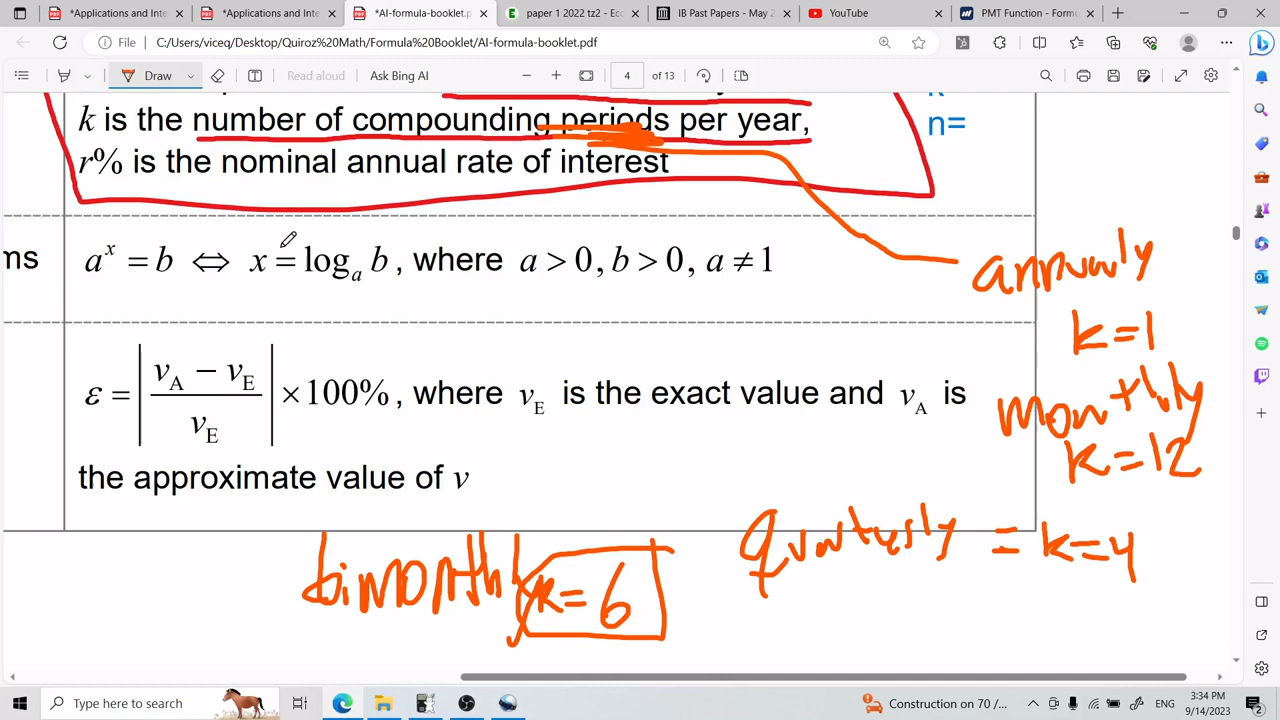 *Applications and Inte
*Applications and Inte
*AI-formula-booklet.p
paper 1 2022 tz2 - Ec
IB Past Papers - May 2
YouTube
PMT Function - Formu
File
C:/Users/viceq/Desktop/Quiroz%20Math/Formula%20Booklet/AI-formula-booklet.pdf
Draw
Read aloud
Ask Bing AI
4 of 13
k is the number of compounding periods per year,
n=
r% is the nominal annual rate of interest
ms
a^x = b ⇔ x = log_a b, where a > 0, b > 0, a ≠ 1
annually
k=1
ε = |(v_A − v_E) / v_E| × 100%, where v_E is the exact value and v_A is
monthly
k=12
the approximate value of v
quarterly = k=4
bimonthly k=6
Type here to search
Construction on 70 /...
ENG
3:34 PM
9/14/2023
2